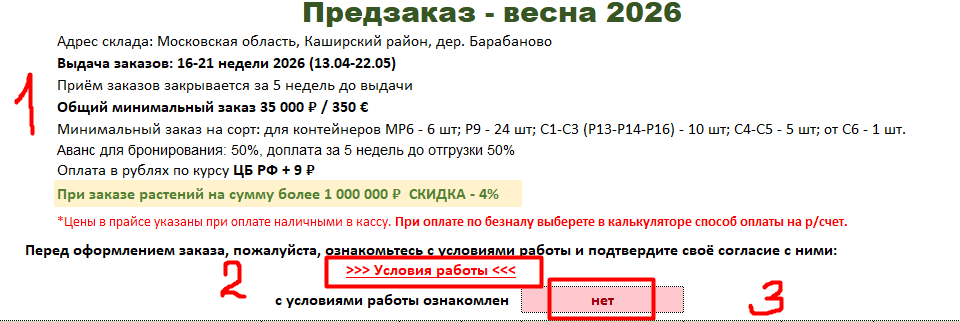 Предзаказ - весна 2026
Адрес склада: Московская область, Каширский район, дер. Барабаново
Выдача заказов: 16-21 недели 2026 (13.04-22.05)
Приём заказов закрывается за 5 недель до выдачи
Общий минимальный заказ 35 000 ₽ / 350 €
Минимальный заказ на сорт: для контейнеров МР6 - 6 шт; Р9 - 24 шт; С1-С3 (Р13-Р14-Р16) - 10 шт; С4-С5 - 5 шт; от С6 - 1 шт.
Аванс для бронирования: 50%, доплата за 5 недель до отгрузки 50%
Оплата в рублях по курсу ЦБ РФ + 9 ₽
При заказе растений на сумму более 1 000 000 ₽ СКИДКА - 4%
*Цены в прайсе указаны при оплате наличными в кассу. При оплате по безналу выберете в калькуляторе способ оплаты на р/счет.
1
Перед оформлением заказа, пожалуйста, ознакомьтесь с условиями работы и подтвердите своё согласие с ними:
2 >>> Условия работы <<<
с условиями работы ознакомлен нет 3